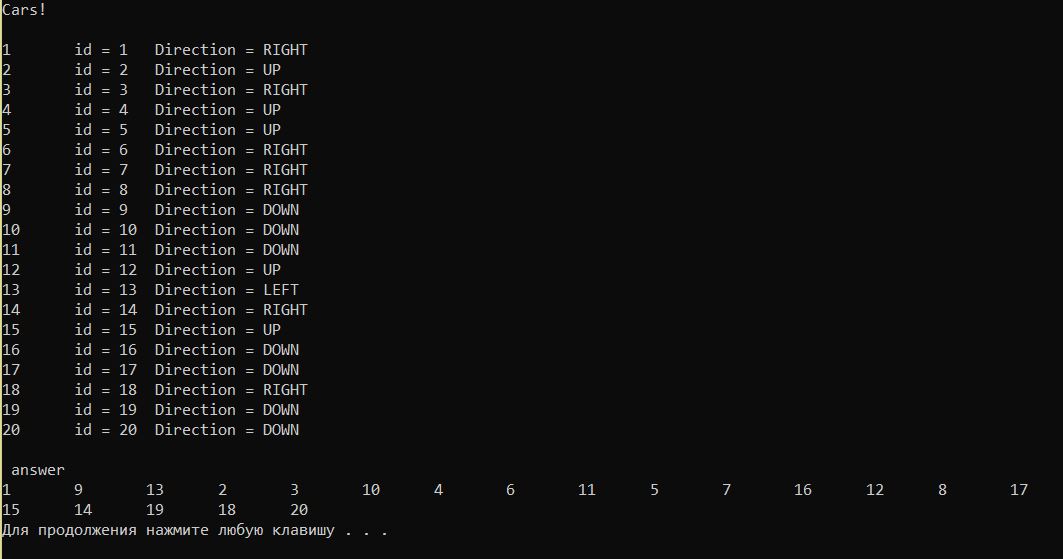 Cars!
1 id = 1 Direction = RIGHT
2 id = 2 Direction = UP
3 id = 3 Direction = RIGHT
4 id = 4 Direction = UP
5 id = 5 Direction = UP
6 id = 6 Direction = RIGHT
7 id = 7 Direction = RIGHT
8 id = 8 Direction = RIGHT
9 id = 9 Direction = DOWN
10 id = 10 Direction = DOWN
11 id = 11 Direction = DOWN
12 id = 12 Direction = UP
13 id = 13 Direction = LEFT
14 id = 14 Direction = RIGHT
15 id = 15 Direction = UP
16 id = 16 Direction = DOWN
17 id = 17 Direction = DOWN
18 id = 18 Direction = RIGHT
19 id = 19 Direction = DOWN
20 id = 20 Direction = DOWN
answer
1 9 13 2 3 10 4 6 11 5 7 16 12 8 17
15 14 19 18 20
Для продолжения нажмите любую клавишу . . .